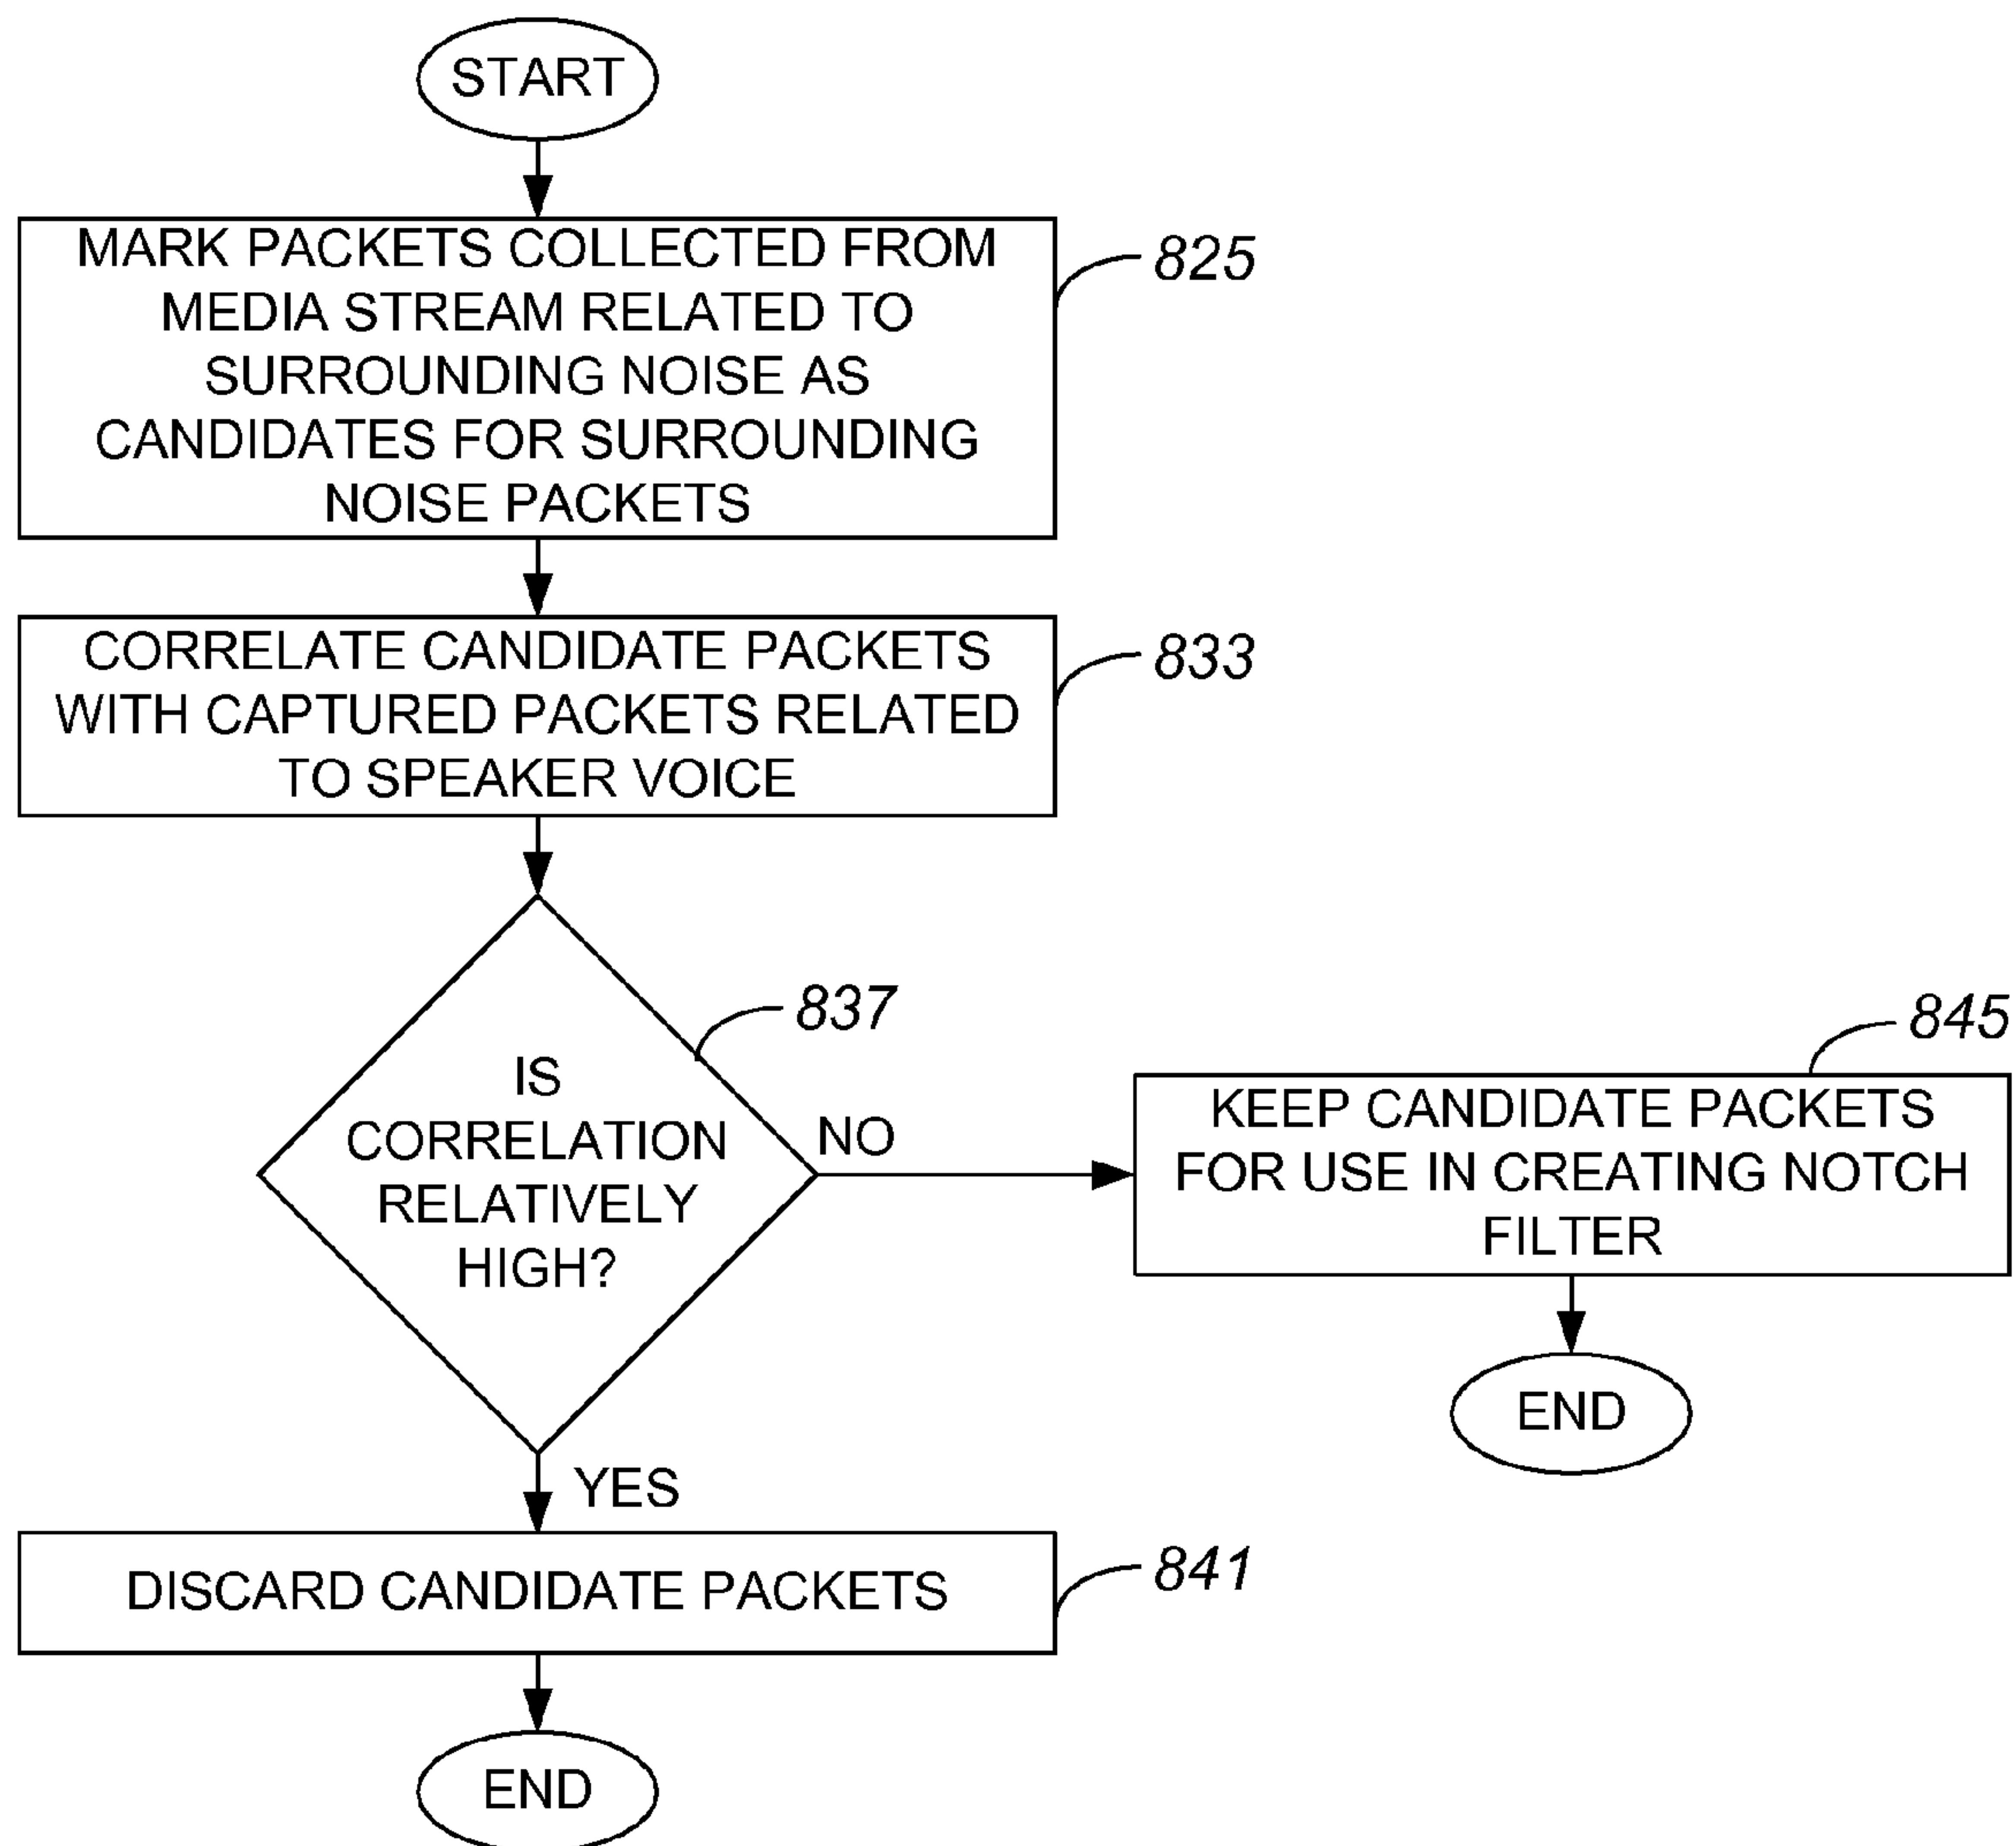 START
MARK PACKETS COLLECTED FROM
MEDIA STREAM RELATED TO
SURROUNDING NOISE AS
CANDIDATES FOR SURROUNDING
NOISE PACKETS
825
CORRELATE CANDIDATE PACKETS
WITH CAPTURED PACKETS RELATED
TO SPEAKER VOICE
833
IS
CORRELATION
RELATIVELY
HIGH?
837
NO
845
KEEP CANDIDATE PACKETS
FOR USE IN CREATING NOTCH
FILTER
END
YES
DISCARD CANDIDATE PACKETS
841
END